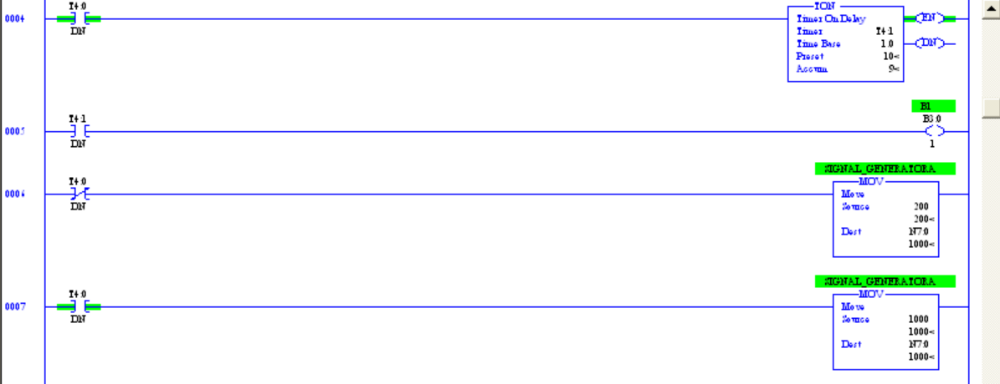 0004
T4:0
DN
TON
Timer On Delay
Timer T4:1
Time Base 1.0
Preset 10<
Accum 9<
EN
DN
0005
T4:1
DN
B1
B3:0
1
0006
T4:0
DN
SIGNAL_GENERATORA
MOV
Move
Source 200
200<
Dest N7:0
1000<
0007
T4:0
DN
SIGNAL_GENERATORA
MOV
Move
Source 1000
1000<
Dest N7:0
1000<